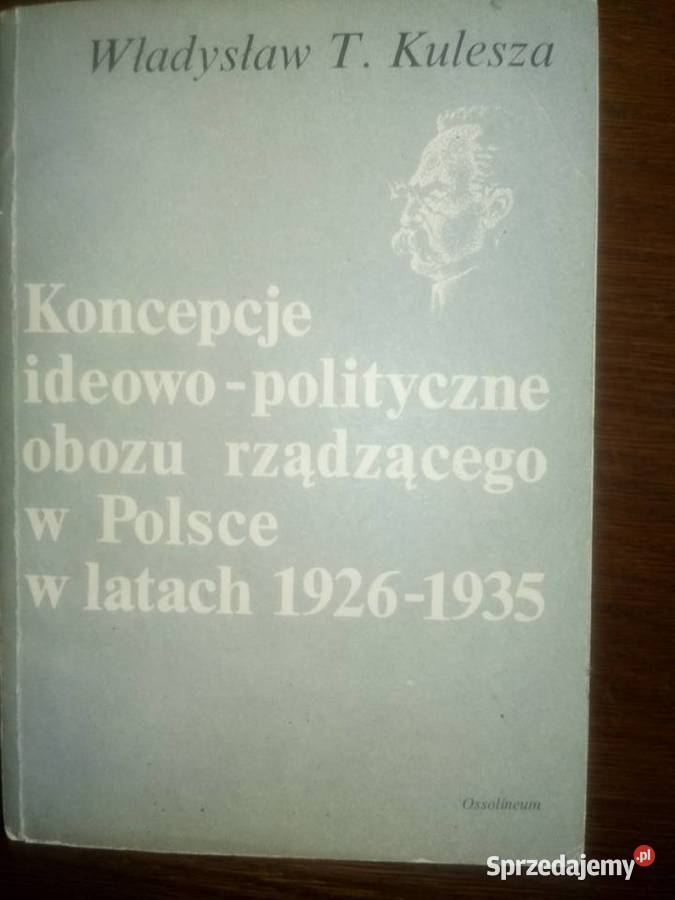 Władysław T. Kulesza
Koncepcje
ideowo-polityczne
obozu rządzącego
w Polsce
w latach 1926-1935
Ossolineum
Sprzedajemy.pl